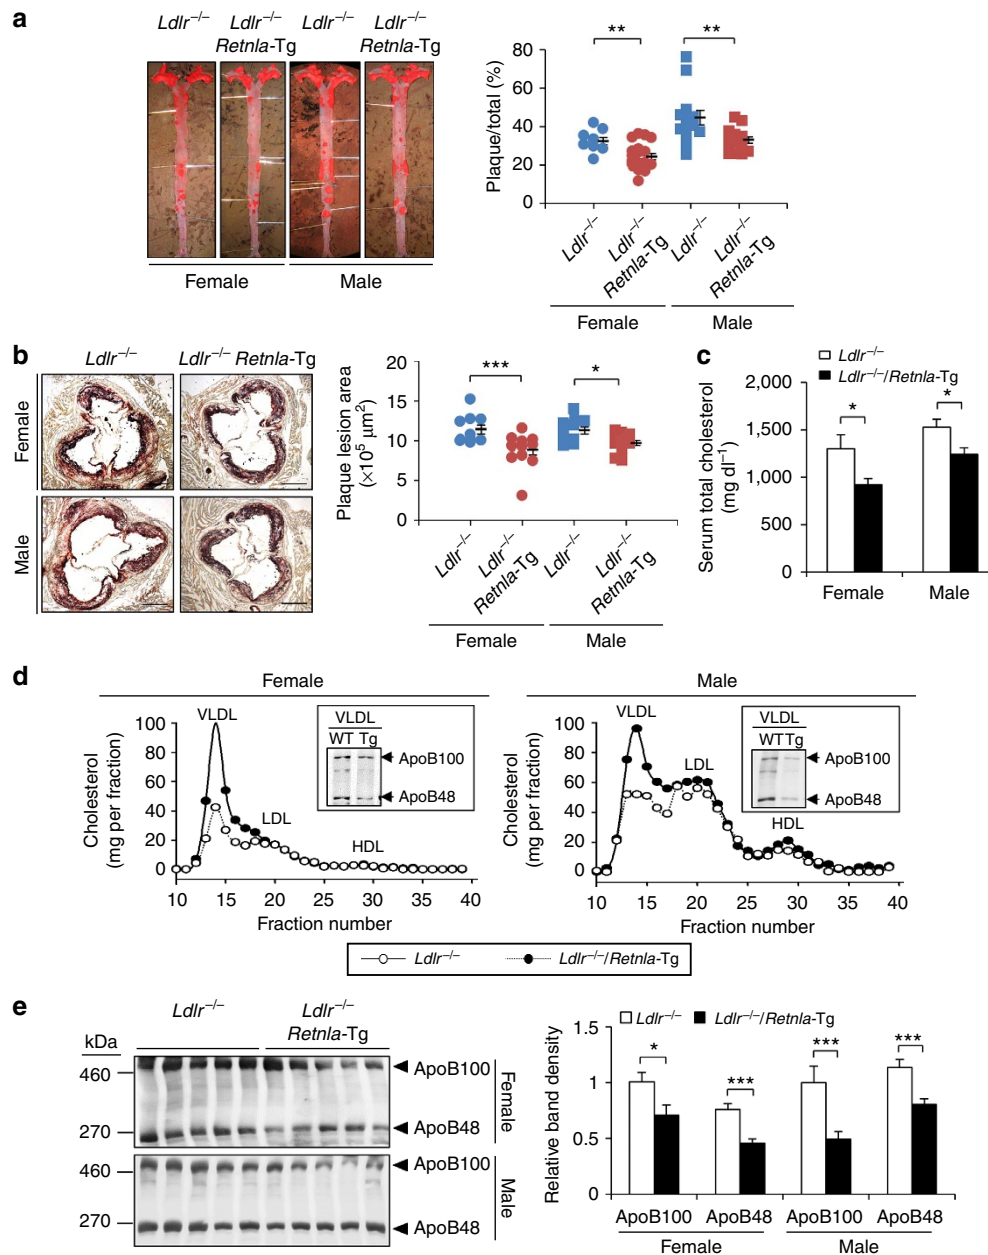 a
Ldlr−/− Ldlr−/− Ldlr−/− Ldlr−/−
Retnla-Tg Retnla-Tg
Female Male
Plaque/total (%)
80
60
40
20
0
** **
Ldlr−/− Ldlr−/− Retnla-Tg Ldlr−/− Ldlr−/− Retnla-Tg
Female Male
b
Ldlr−/− Ldlr−/− Retnla-Tg
Female
Male
Plaque lesion area
(×10⁵ μm²)
20
15
10
5
0
*** *
Ldlr−/− Ldlr−/− Retnla-Tg Ldlr−/− Ldlr−/− Retnla-Tg
Female Male
c
Ldlr−/−
Ldlr−/−/Retnla-Tg
Serum total cholesterol
(mg dl−1)
2,000
1,500
1,000
500
0
* *
Female Male
d
Female
Cholesterol
(mg per fraction)
100
80
60
40
20
0
VLDL
LDL
HDL
VLDL
WT Tg
ApoB100
ApoB48
10 15 20 25 30 35 40
Fraction number
Male
Cholesterol
(mg per fraction)
100
80
60
40
20
0
VLDL
LDL
HDL
VLDL
WT Tg
ApoB100
ApoB48
10 15 20 25 30 35 40
Fraction number
Ldlr−/− Ldlr−/−/Retnla-Tg
e
Ldlr−/− Ldlr−/−
Retnla-Tg
kDa
460
270
ApoB100
ApoB48
Female
460
270
ApoB100
ApoB48
Male
Ldlr−/− Ldlr−/−/Retnla-Tg
Relative band density
1.5
1
0.5
0
* *** *** ***
ApoB100 ApoB48 ApoB100 ApoB48
Female Male